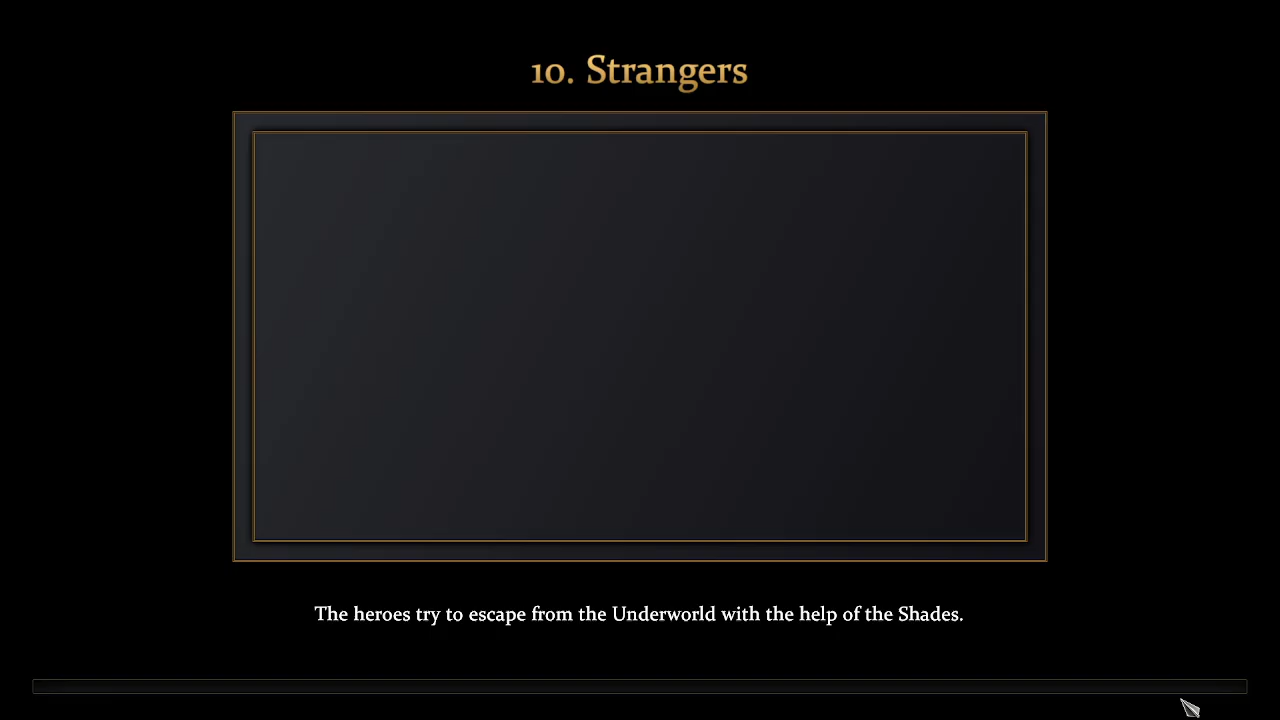 10. Strangers
The heroes try to escape from the Underworld with the help of the Shades.